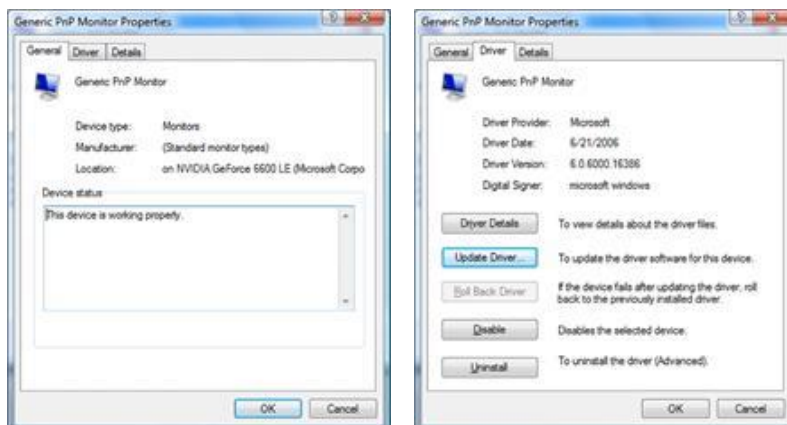 Generic PnP Monitor Properties
General Driver Details
Generic PnP Monitor
Device type: Monitors
Manufacturer: (Standard monitor types)
Location: on NVIDIA GeForce 6600 LE (Microsoft Corpo
Device status
This device is working properly.
OK Cancel
Generic PnP Monitor Properties
General Driver Details
Generic PnP Monitor
Driver Provider: Microsoft
Driver Date: 6/21/2006
Driver Version: 6.0.6000.16386
Digital Signer: microsoft windows
Driver Details To view details about the driver files.
Update Driver... To update the driver software for this device.
Roll Back Driver If the device fails after updating the driver, roll
back to the previously installed driver.
Disable Disables the selected device.
Uninstall To uninstall the driver (Advanced).
OK Cancel